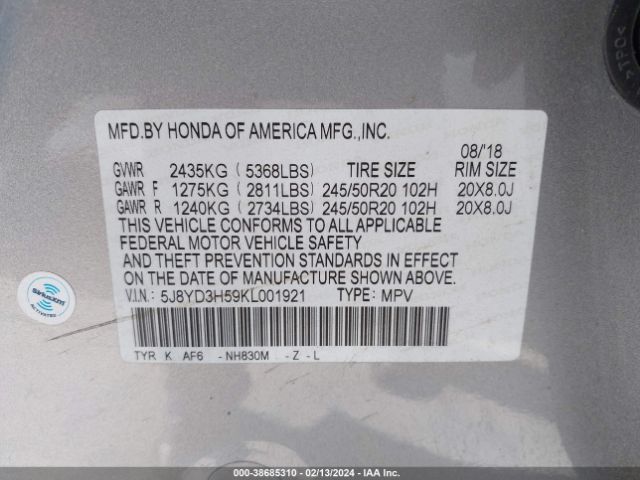 >TPO<
MFD.BY HONDA OF AMERICA MFG.,INC.
08/'18
GVWR 2435KG ( 5368LBS) TIRE SIZE RIM SIZE
GAWR F 1275KG ( 2811LBS) 245/50R20 102H 20X8.0J
GAWR R 1240KG ( 2734LBS) 245/50R20 102H 20X8.0J
THIS VEHICLE CONFORMS TO ALL APPLICABLE
FEDERAL MOTOR VEHICLE SAFETY
AND THEFT PREVENTION STANDARDS IN EFFECT
ON THE DATE OF MANUFACTURE SHOWN ABOVE.
V.I.N.: 5J8YD3H59KL001921 TYPE: MPV
TYR K AF6 -NH830M -Z -L
siriusxm
ACTIVATED
000-38685310 - 02/13/2024 - IAA Inc.